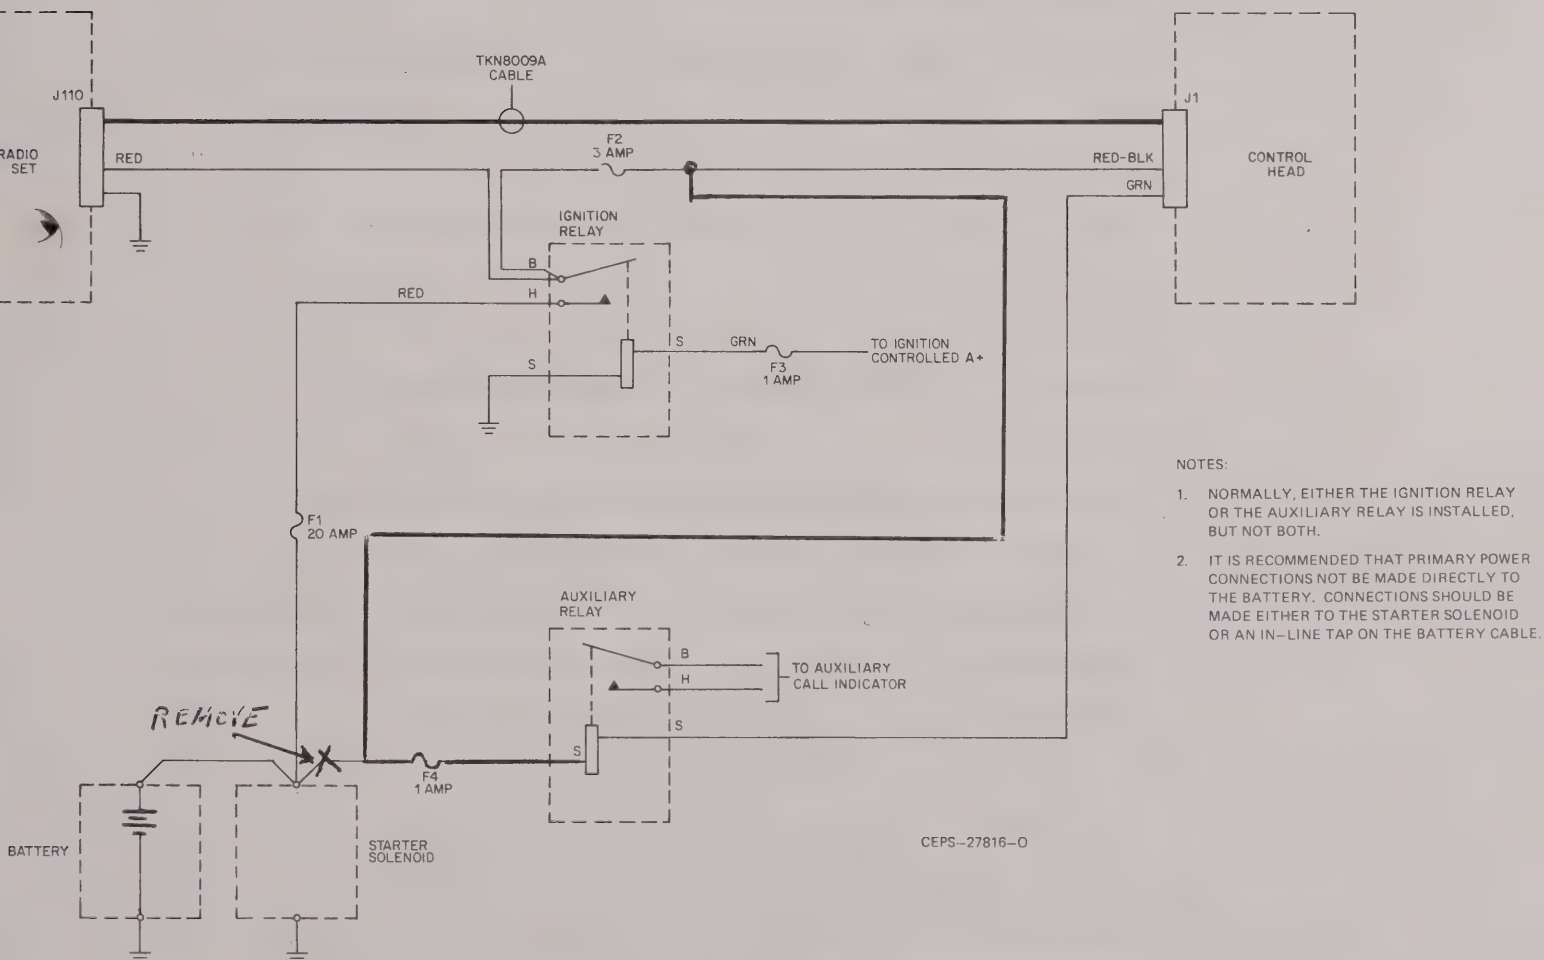 TKN8009A
CABLE
J110
J1
RADIO
SET
RED
F2
3 AMP
RED-BLK
GRN
CONTROL
HEAD
IGNITION
RELAY
B
H
RED
S
GRN
F3
1 AMP
TO IGNITION
CONTROLLED A+
S
NOTES:
1. NORMALLY, EITHER THE IGNITION RELAY
OR THE AUXILIARY RELAY IS INSTALLED,
BUT NOT BOTH.
2. IT IS RECOMMENDED THAT PRIMARY POWER
CONNECTIONS NOT BE MADE DIRECTLY TO
THE BATTERY. CONNECTIONS SHOULD BE
MADE EITHER TO THE STARTER SOLENOID
OR AN IN-LINE TAP ON THE BATTERY CABLE.
F1
20 AMP
AUXILIARY
RELAY
B
H
TO AUXILIARY
CALL INDICATOR
S
S
REMOVE
F4
1 AMP
BATTERY
STARTER
SOLENOID
CEPS-27816-O